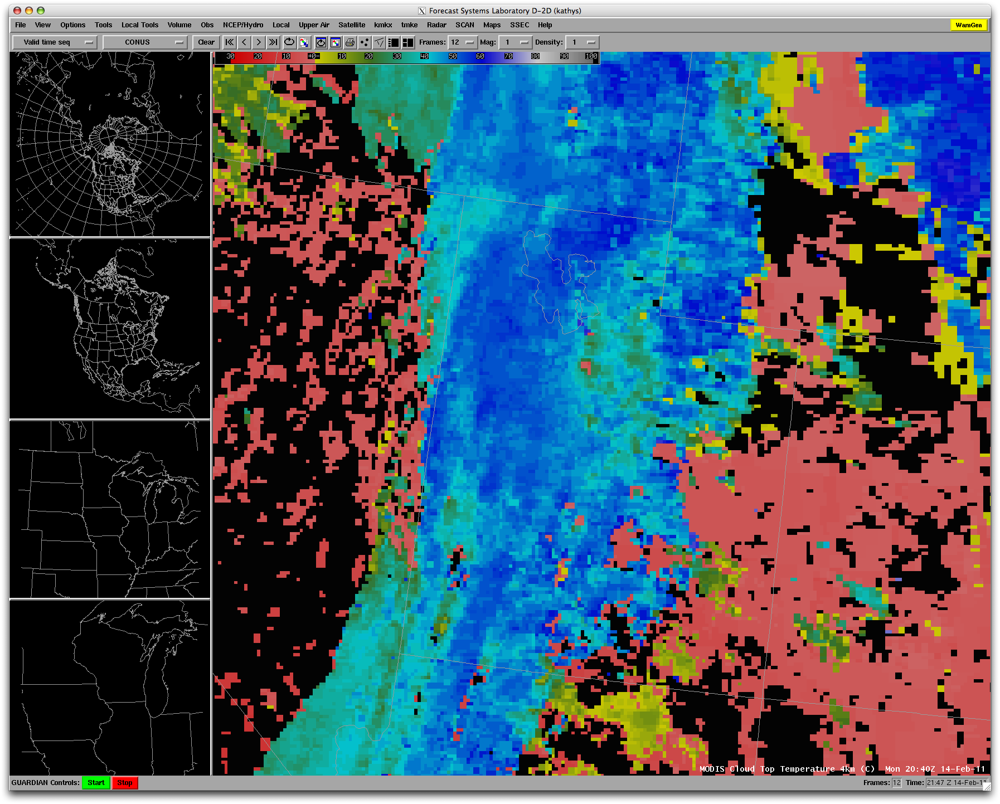 X Forecast Systems Laboratory D-2D (kathys)
File View Options Tools Local Tools Volume Obs NCEP/Hydro Local Upper Air Satellite kmkx tmke Radar SCAN Maps SSEC Help WarnGen
Valid time seq CONUS Clear Frames: 12 Mag: 1 Density: 1
30 20 10 +0- 10 20 30 40 50 60 70 80 90 100
MODIS Cloud Top Temperature 4km (C) Mon 20:40Z 14-Feb-11
GUARDIAN Controls: Start Stop Frames: 12 Time: 21:47 Z 14-Feb-11